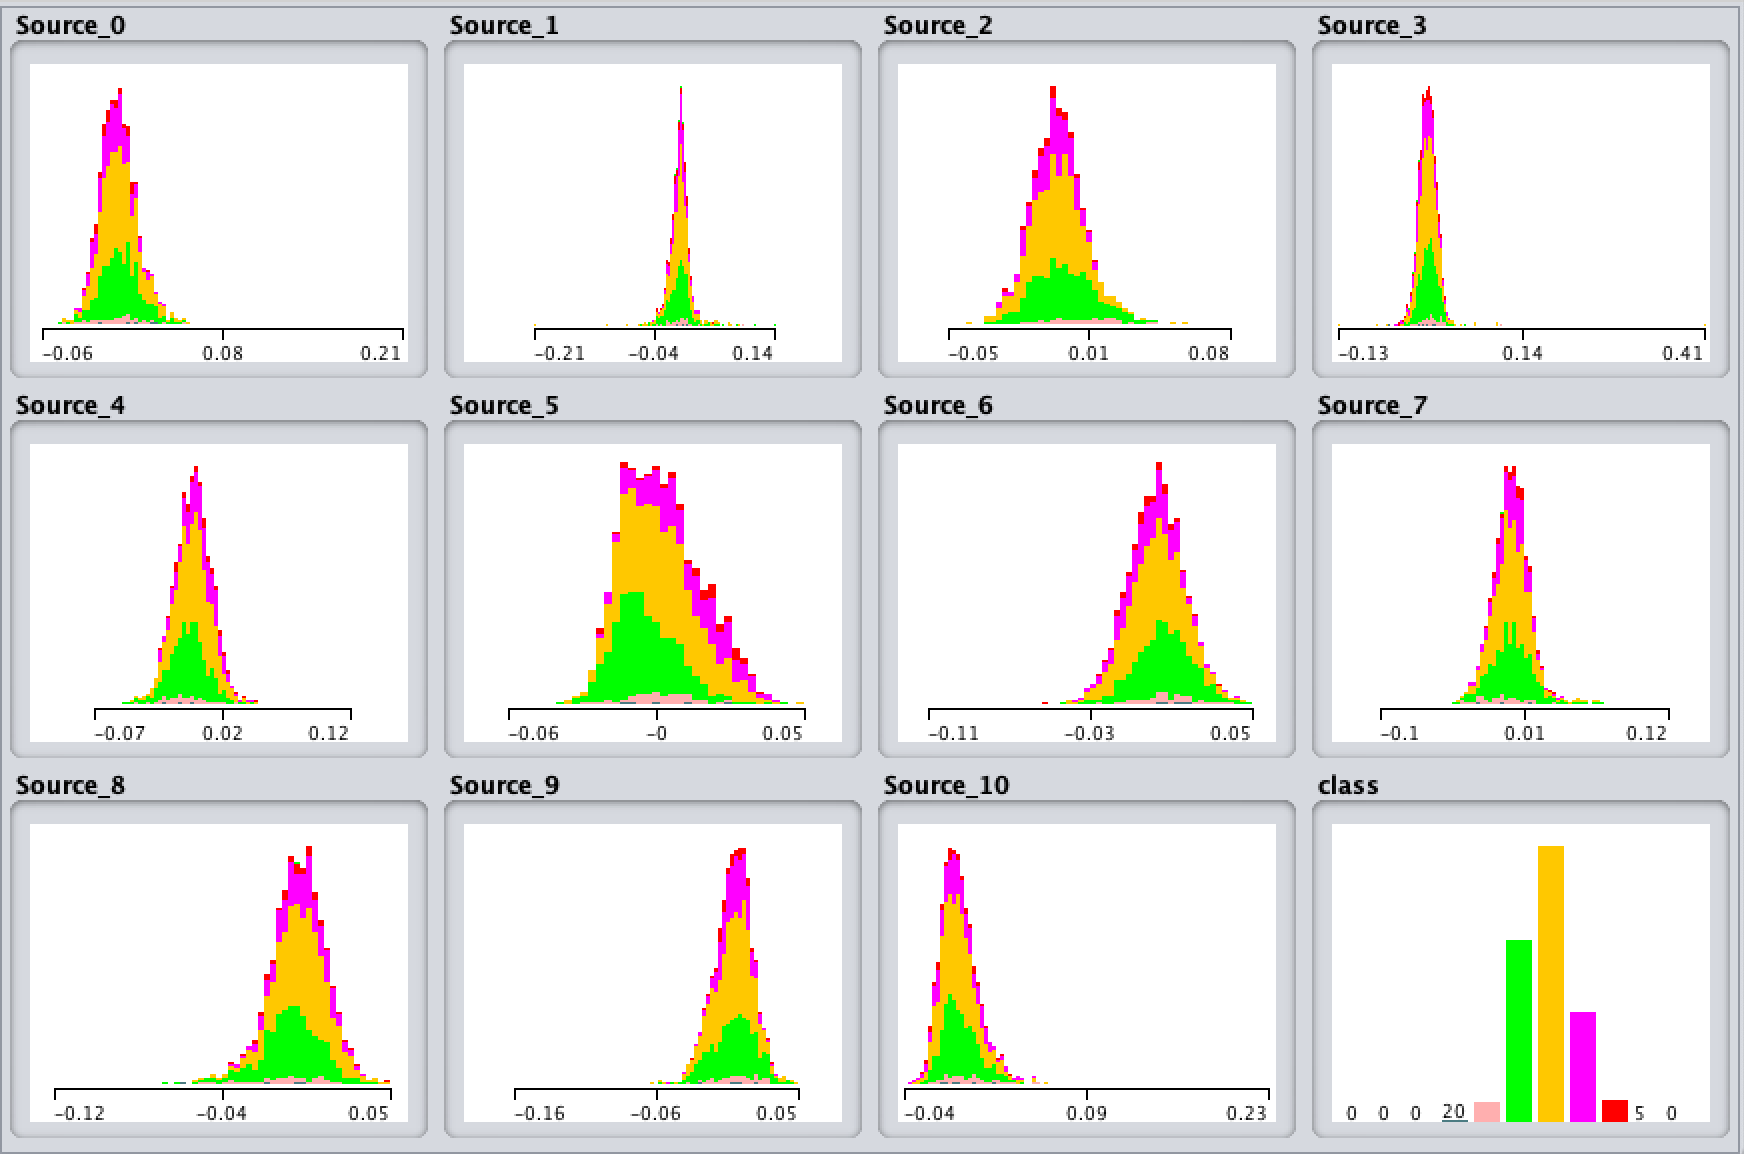 Source_0 Source_1 Source_2 Source_3
-0.06 0.08 0.21 -0.21 -0.04 0.14 -0.05 0.01 0.08 -0.13 0.14 0.41
Source_4 Source_5 Source_6 Source_7
-0.07 0.02 0.12 -0.06 -0 0.05 -0.11 -0.03 0.05 -0.1 0.01 0.12
Source_8 Source_9 Source_10 class
-0.12 -0.04 0.05 -0.16 -0.06 0.05 -0.04 0.09 0.23 0 0 0 20 5 0